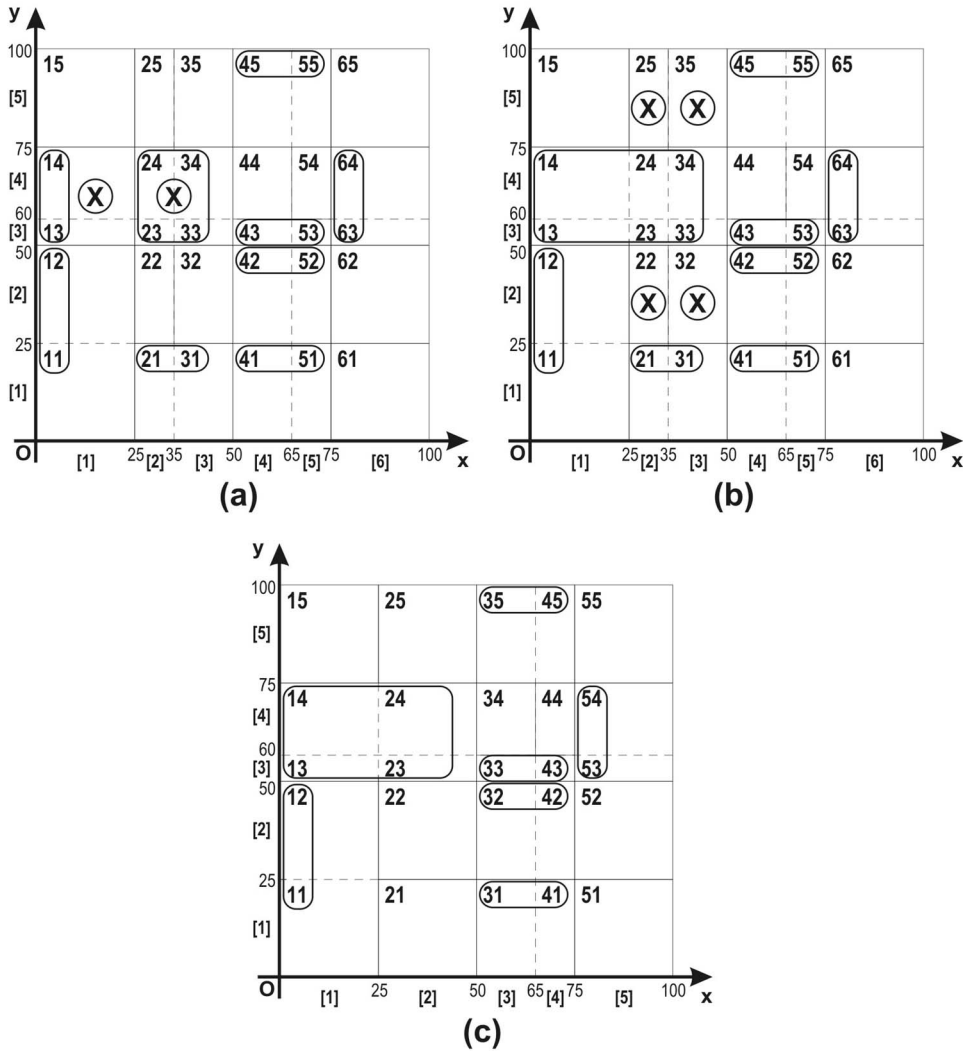 y
100 15 25 35 45 55 65
[5]
75
14 24 34 44 54 64
[4] X X
60
[3] 13 23 33 43 53 63
50
12 22 32 42 52 62
[2]
25
11 21 31 41 51 61
[1]
O 25 35 50 65 75 100 x
[1] [2] [3] [4] [5] [6]
(a)
y
100 15 25 35 45 55 65
[5] X X
75
14 24 34 44 54 64
[4]
60
[3] 13 23 33 43 53 63
50
12 22 32 42 52 62
[2] X X
25
11 21 31 41 51 61
[1]
O 25 35 50 65 75 100 x
[1] [2] [3] [4] [5] [6]
(b)
y
100 15 25 35 45 55
[5]
75
14 24 34 44 54
[4]
60
[3] 13 23 33 43 53
50
12 22 32 42 52
[2]
25
11 21 31 41 51
[1]
O 25 50 65 75 100 x
[1] [2] [3] [4] [5]
(c)